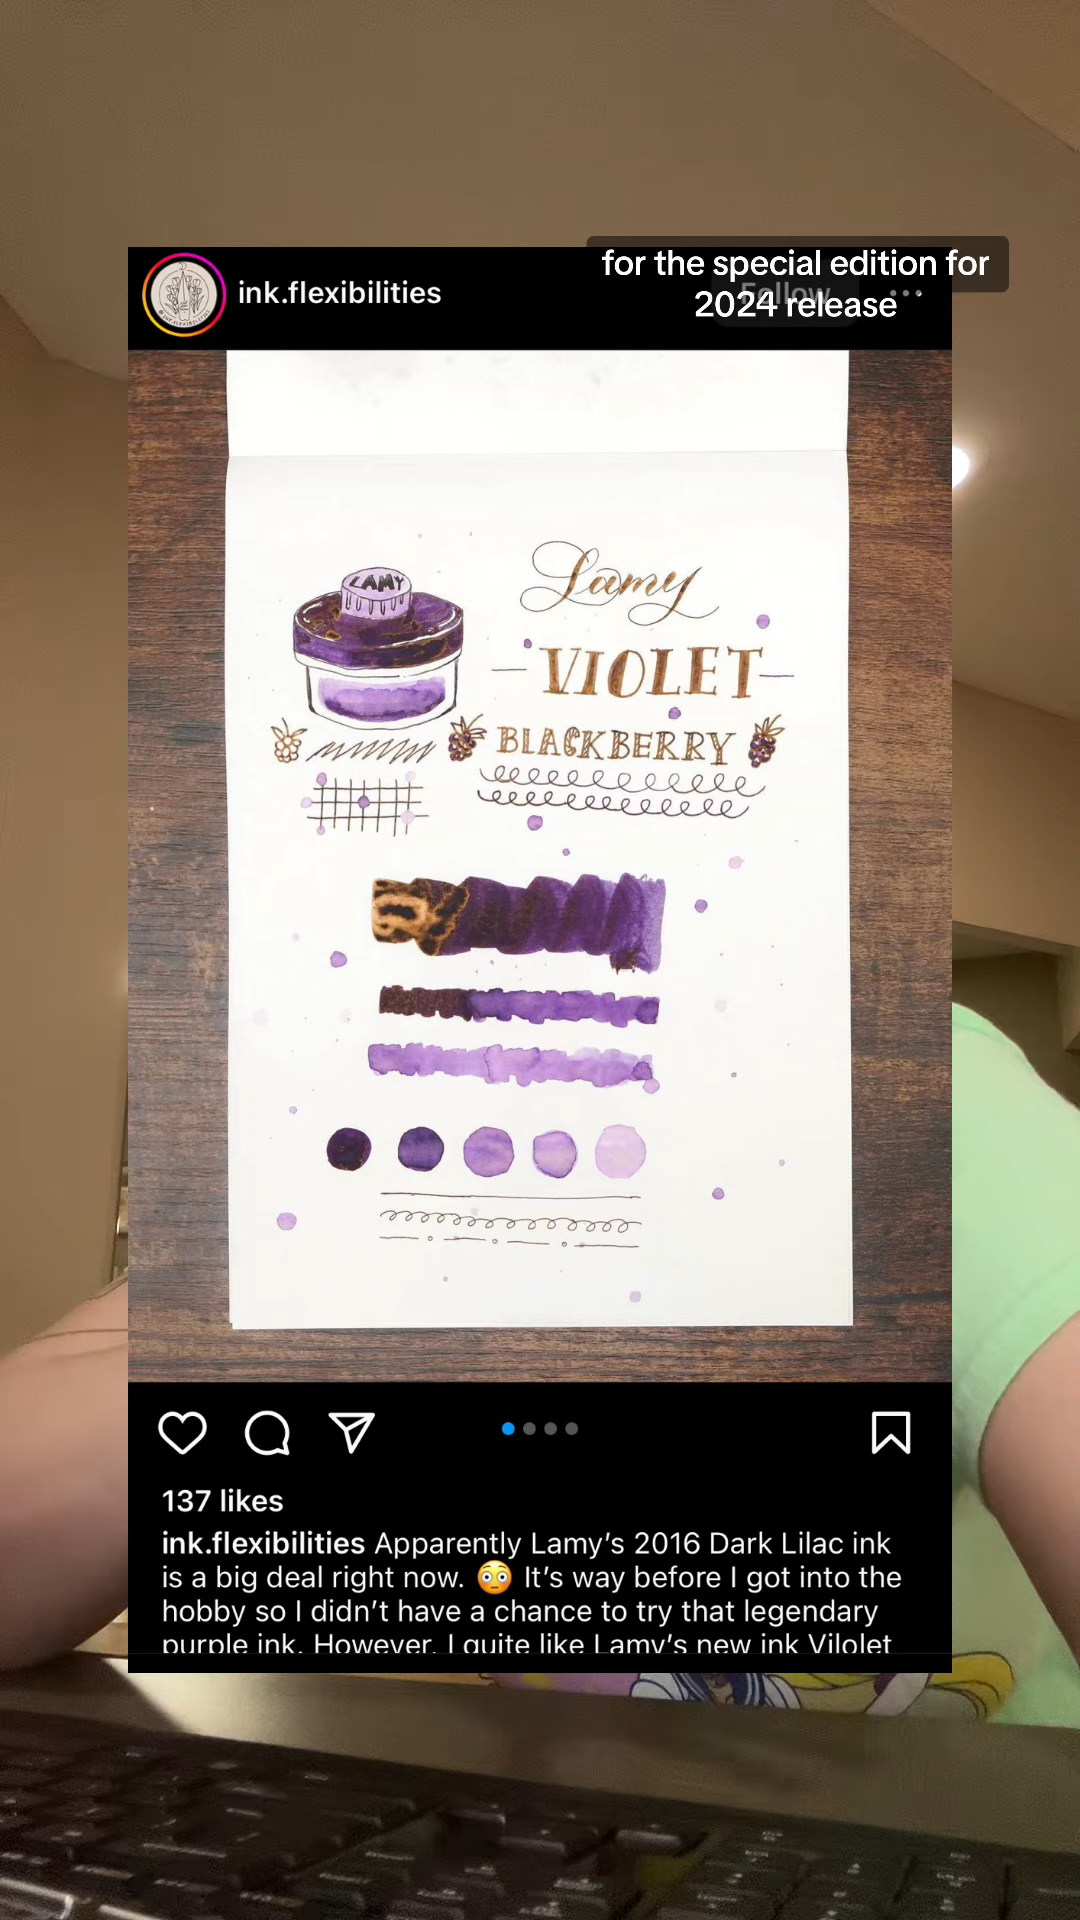 for the special edition for
2024 release
ink.flexibilities
Follow
LAMY
Lamy
VIOLET
BLACKBERRY
137 likes
ink.flexibilities Apparently Lamy's 2016 Dark Lilac ink
is a big deal right now. 😳 It's way before I got into the
hobby so I didn't have a chance to try that legendary
purple ink. However, I quite like Lamy's new ink Vilolet